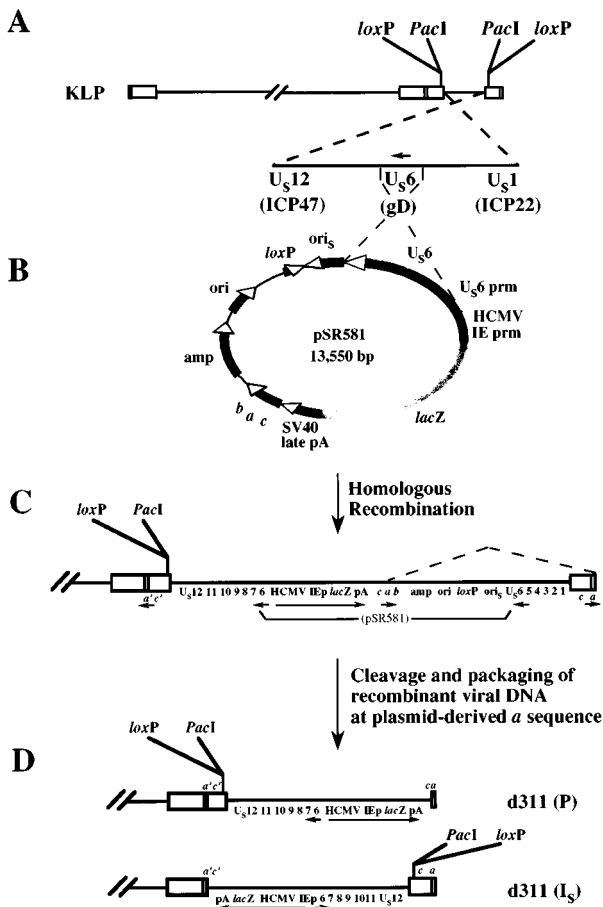 A
loxP PacI PacI loxP
KLP
US12 US6 US1
(ICP47) (gD) (ICP22)
B
loxP oriS US6
ori US6 prm
HCMV
IE prm
pSR581
13,550 bp
amp
b a c SV40
late pA
lacZ
Homologous
Recombination
C
loxP PacI
a' c' US12 11 10 9 8 7 6 HCMV IEp lacZ pA c a b amp ori loxP oriS US6 5 4 3 2 1 c a
(pSR581)
Cleavage and packaging of
recombinant viral DNA
at plasmid-derived a sequence
D
loxP PacI
a' c' ca
US12 11 10 9 8 7 6 HCMV IEp lacZ pA
d311 (P)
PacI loxP
a' c' c a
pA lacZ HCMV IEp 6 7 8 9 1011 US12
d311 (IS)